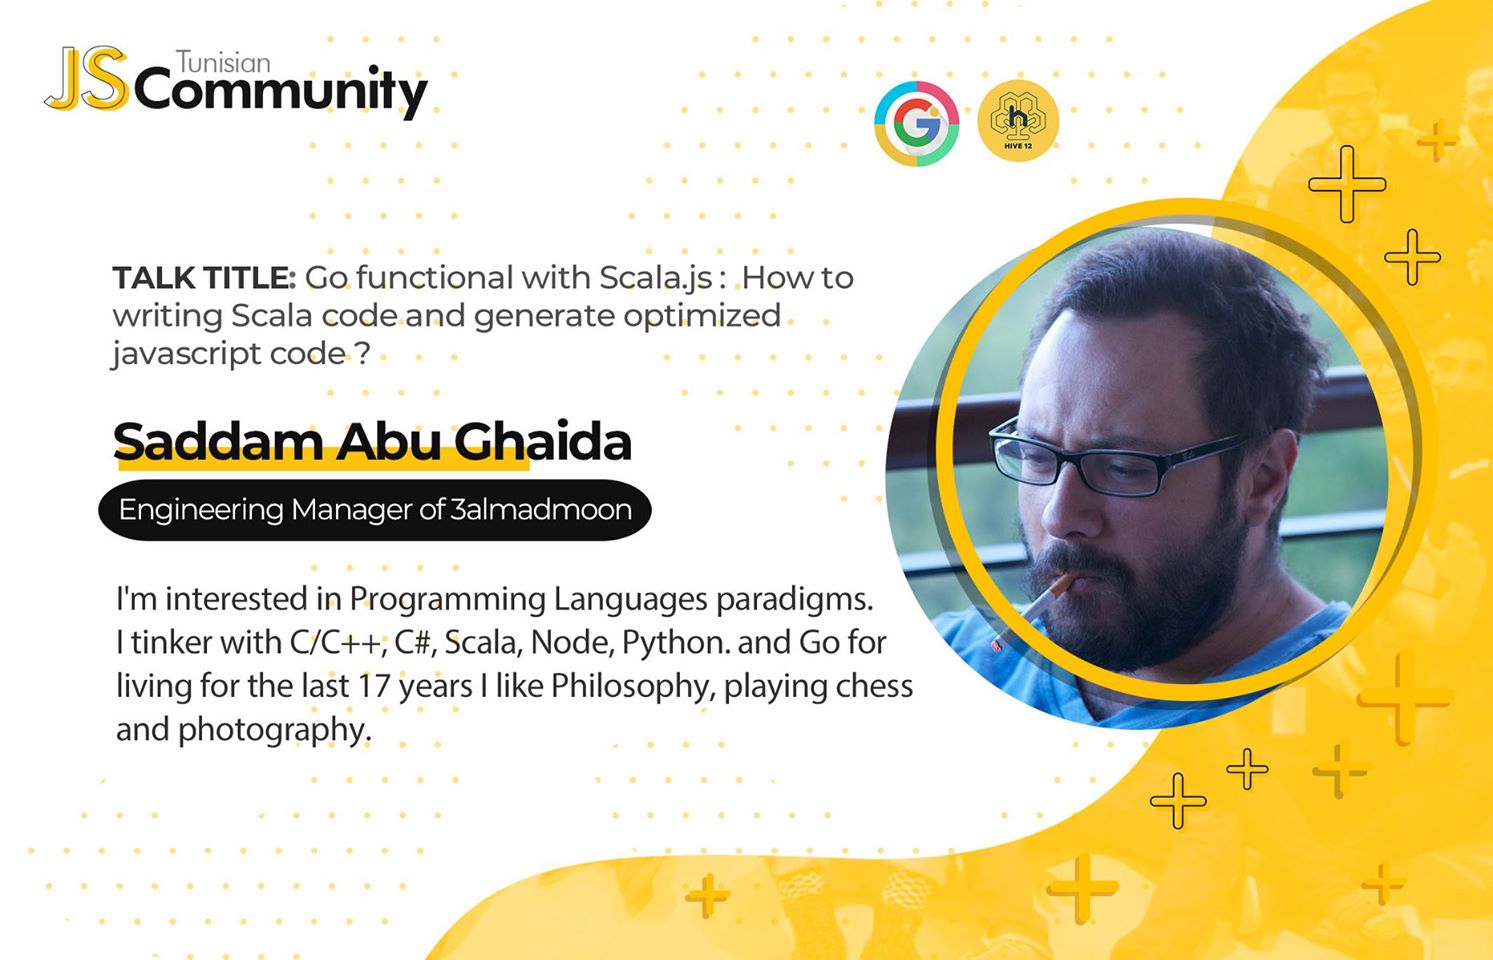 JS Tunisian
Community
G
h
HIVE 12
TALK TITLE: Go functional with Scala.js : How to
writing Scala code and generate optimized
javascript code ?
Saddam Abu Ghaida
Engineering Manager of 3almadmoon
I'm interested in Programming Languages paradigms.
I tinker with C/C++, C#, Scala, Node, Python. and Go for
living for the last 17 years I like Philosophy, playing chess
and photography.